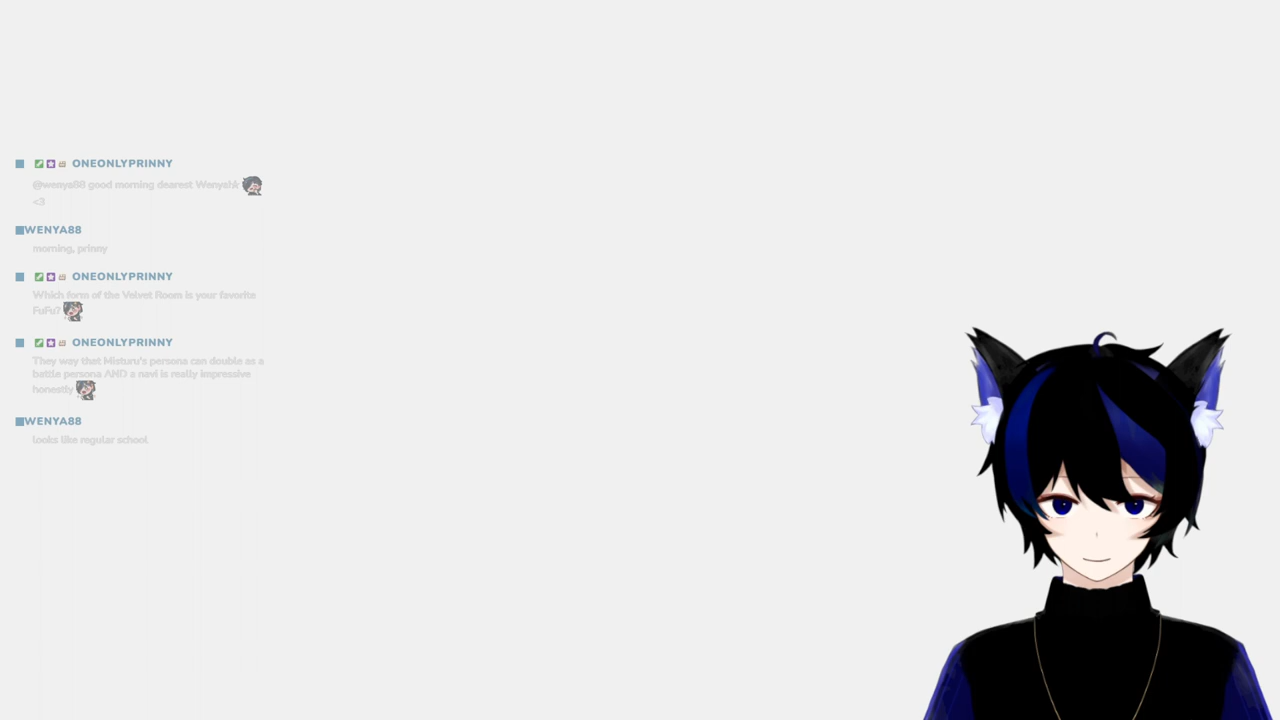 ONEONLYPRINNY
@wenya88 good morning dearest Wenyahk
<3
WENYA88
morning, prinny
ONEONLYPRINNY
Which form of the Velvet Room is your favorite
FuFu?
ONEONLYPRINNY
They way that Misturu's persona can double as a
battle persona AND a navi is really impressive
honestly
WENYA88
looks like regular school